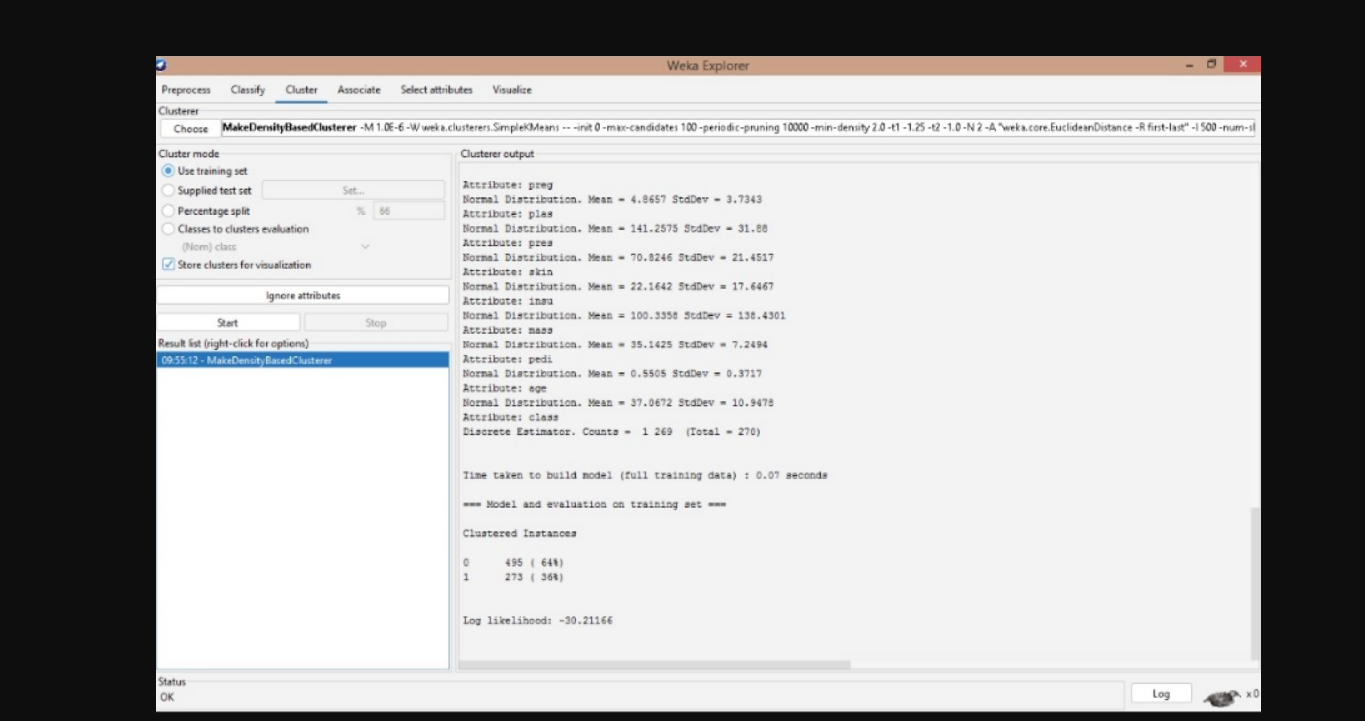 Weka Explorer
Preprocess Classify Cluster Associate Select attributes Visualize
Clusterer
Choose MakeDensityBasedClusterer -M 1.0E-6 -W weka.clusterers.SimpleKMeans -- -init 0 -max-candidates 100 -periodic-pruning 10000 -min-density 2.0 -t1 -1.25 -t2 -1.0 -N 2 -A "weka.core.EuclideanDistance -R first-last" -I 500 -num-sl
Cluster mode
Use training set
Supplied test set Set...
Percentage split % 66
Classes to clusters evaluation
(Nom) class
Store clusters for visualization
Ignore attributes
Start Stop
Result list (right-click for options)
09:55:12 - MakeDensityBasedClusterer
Clusterer output
Attribute: preg
Normal Distribution. Mean = 4.8657 StdDev = 3.7343
Attribute: plas
Normal Distribution. Mean = 141.2575 StdDev = 31.88
Attribute: pres
Normal Distribution. Mean = 70.8246 StdDev = 21.4517
Attribute: skin
Normal Distribution. Mean = 22.1642 StdDev = 17.6467
Attribute: insu
Normal Distribution. Mean = 100.3358 StdDev = 138.4301
Attribute: mass
Normal Distribution. Mean = 35.1425 StdDev = 7.2494
Attribute: pedi
Normal Distribution. Mean = 0.5505 StdDev = 0.3717
Attribute: age
Normal Distribution. Mean = 37.0672 StdDev = 10.9478
Attribute: class
Discrete Estimator. Counts = 1 269 (Total = 270)
Time taken to build model (full training data) : 0.07 seconds
=== Model and evaluation on training set ===
Clustered Instances
0 495 ( 64%)
1 273 ( 36%)
Log likelihood: -30.21166
Status
OK
Log x 0